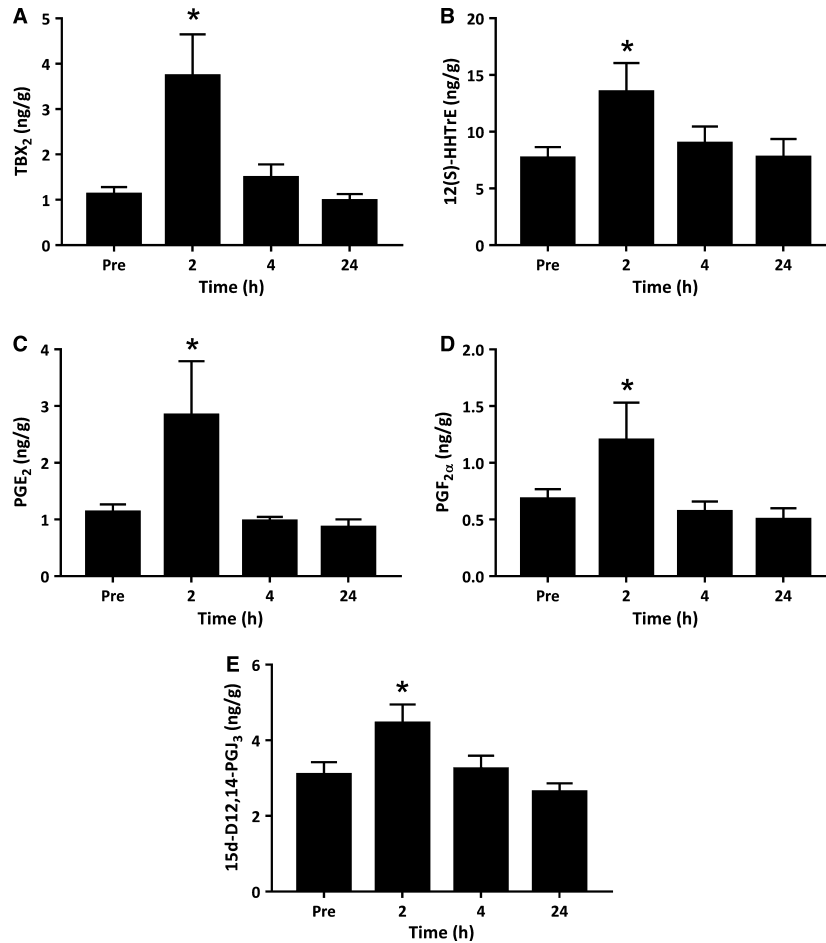 A
TBX2 (ng/g)
5
4
3
2
1
0
*
Pre 2 4 24
Time (h)
B
12(S)-HHTrE (ng/g)
20
15
10
5
0
*
Pre 2 4 24
Time (h)
C
PGE2 (ng/g)
4
3
2
1
0
*
Pre 2 4 24
Time (h)
D
PGF2α (ng/g)
2.0
1.5
1.0
0.5
0.0
*
Pre 2 4 24
Time (h)
E
15d-D12,14-PGJ3 (ng/g)
6
4
2
0
*
Pre 2 4 24
Time (h)